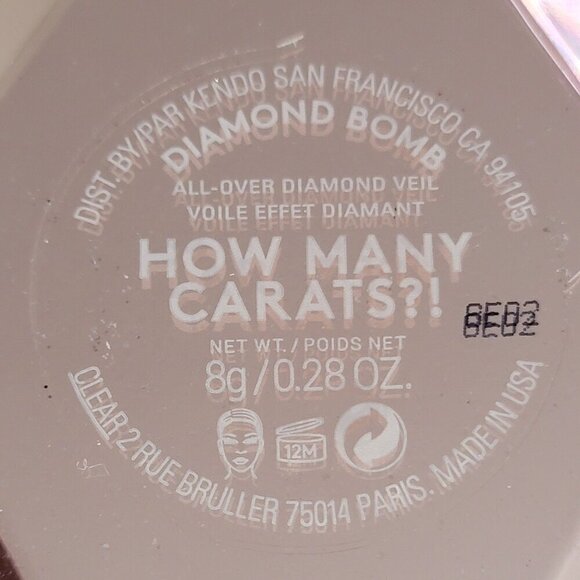 DIST. BY/PAR KENDO SAN FRANCISCO CA 94105
DIAMOND BOMB
ALL-OVER DIAMOND VEIL
VOILE EFFET DIAMANT
HOW MANY
CARATS?!
NET WT./POIDS NET
8g/0.28 OZ.
12M
CLEAR 2 RUE BRULLER 75014 PARIS. MADE IN USA